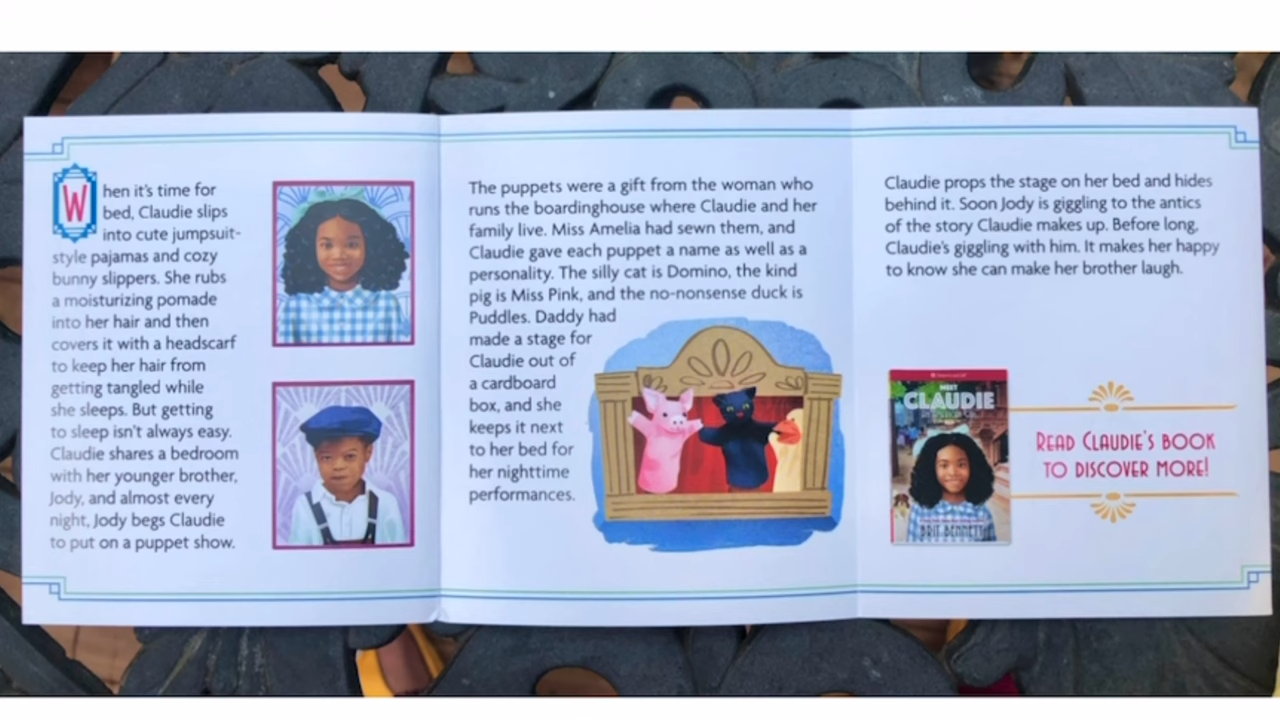 When it's time for
bed, Claudie slips
into cute jumpsuit-
style pajamas and cozy
bunny slippers. She rubs
a moisturizing pomade
into her hair and then
covers it with a headscarf
to keep her hair from
getting tangled while
she sleeps. But getting
to sleep isn't always easy.
Claudie shares a bedroom
with her younger brother,
Jody, and almost every
night, Jody begs Claudie
to put on a puppet show.
The puppets were a gift from the woman who
runs the boardinghouse where Claudie and her
family live. Miss Amelia had sewn them, and
Claudie gave each puppet a name as well as a
personality. The silly cat is Domino, the kind
pig is Miss Pink, and the no-nonsense duck is
Puddles. Daddy had
made a stage for
Claudie out of
a cardboard
box, and she
keeps it next
to her bed for
her nighttime
performances.
Claudie props the stage on her bed and hides
behind it. Soon Jody is giggling to the antics
of the story Claudie makes up. Before long,
Claudie's giggling with him. It makes her happy
to know she can make her brother laugh.
MEET
CLAUDIE
BRIT BENNETT
READ CLAUDIE'S BOOK
TO DISCOVER MORE!